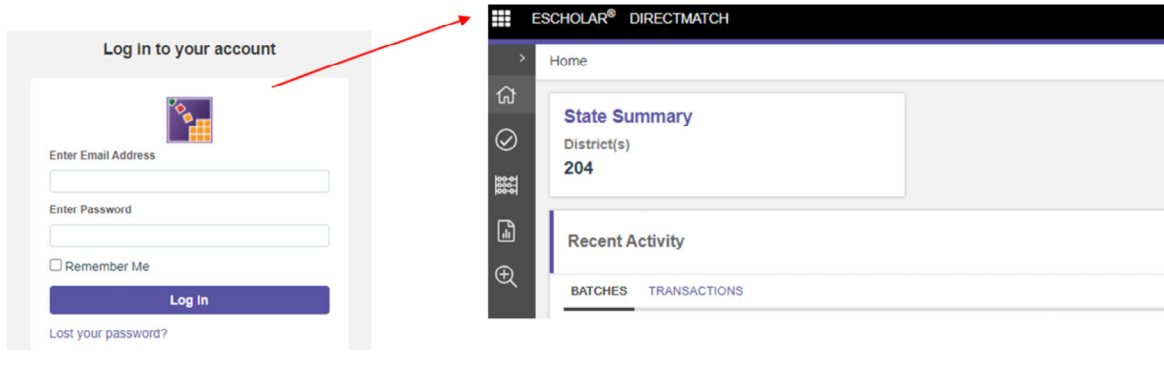 Log in to your account
Enter Email Address
Enter Password
Remember Me
Log In
Lost your password?
ESCHOLAR® DIRECTMATCH
Home
State Summary
District(s)
204
Recent Activity
BATCHES TRANSACTIONS